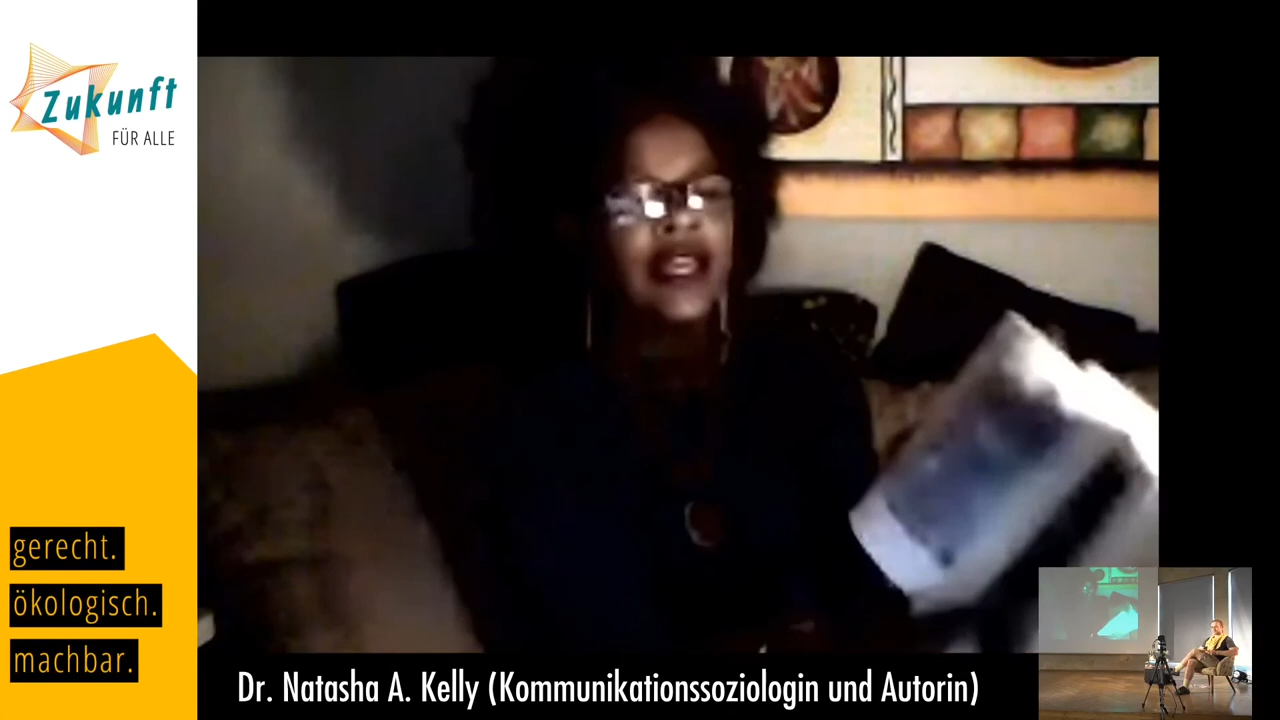 Zukunft
FÜR ALLE
gerecht.
ökologisch.
machbar.
Dr. Natasha A. Kelly (Kommunikationssoziologin und Autorin)